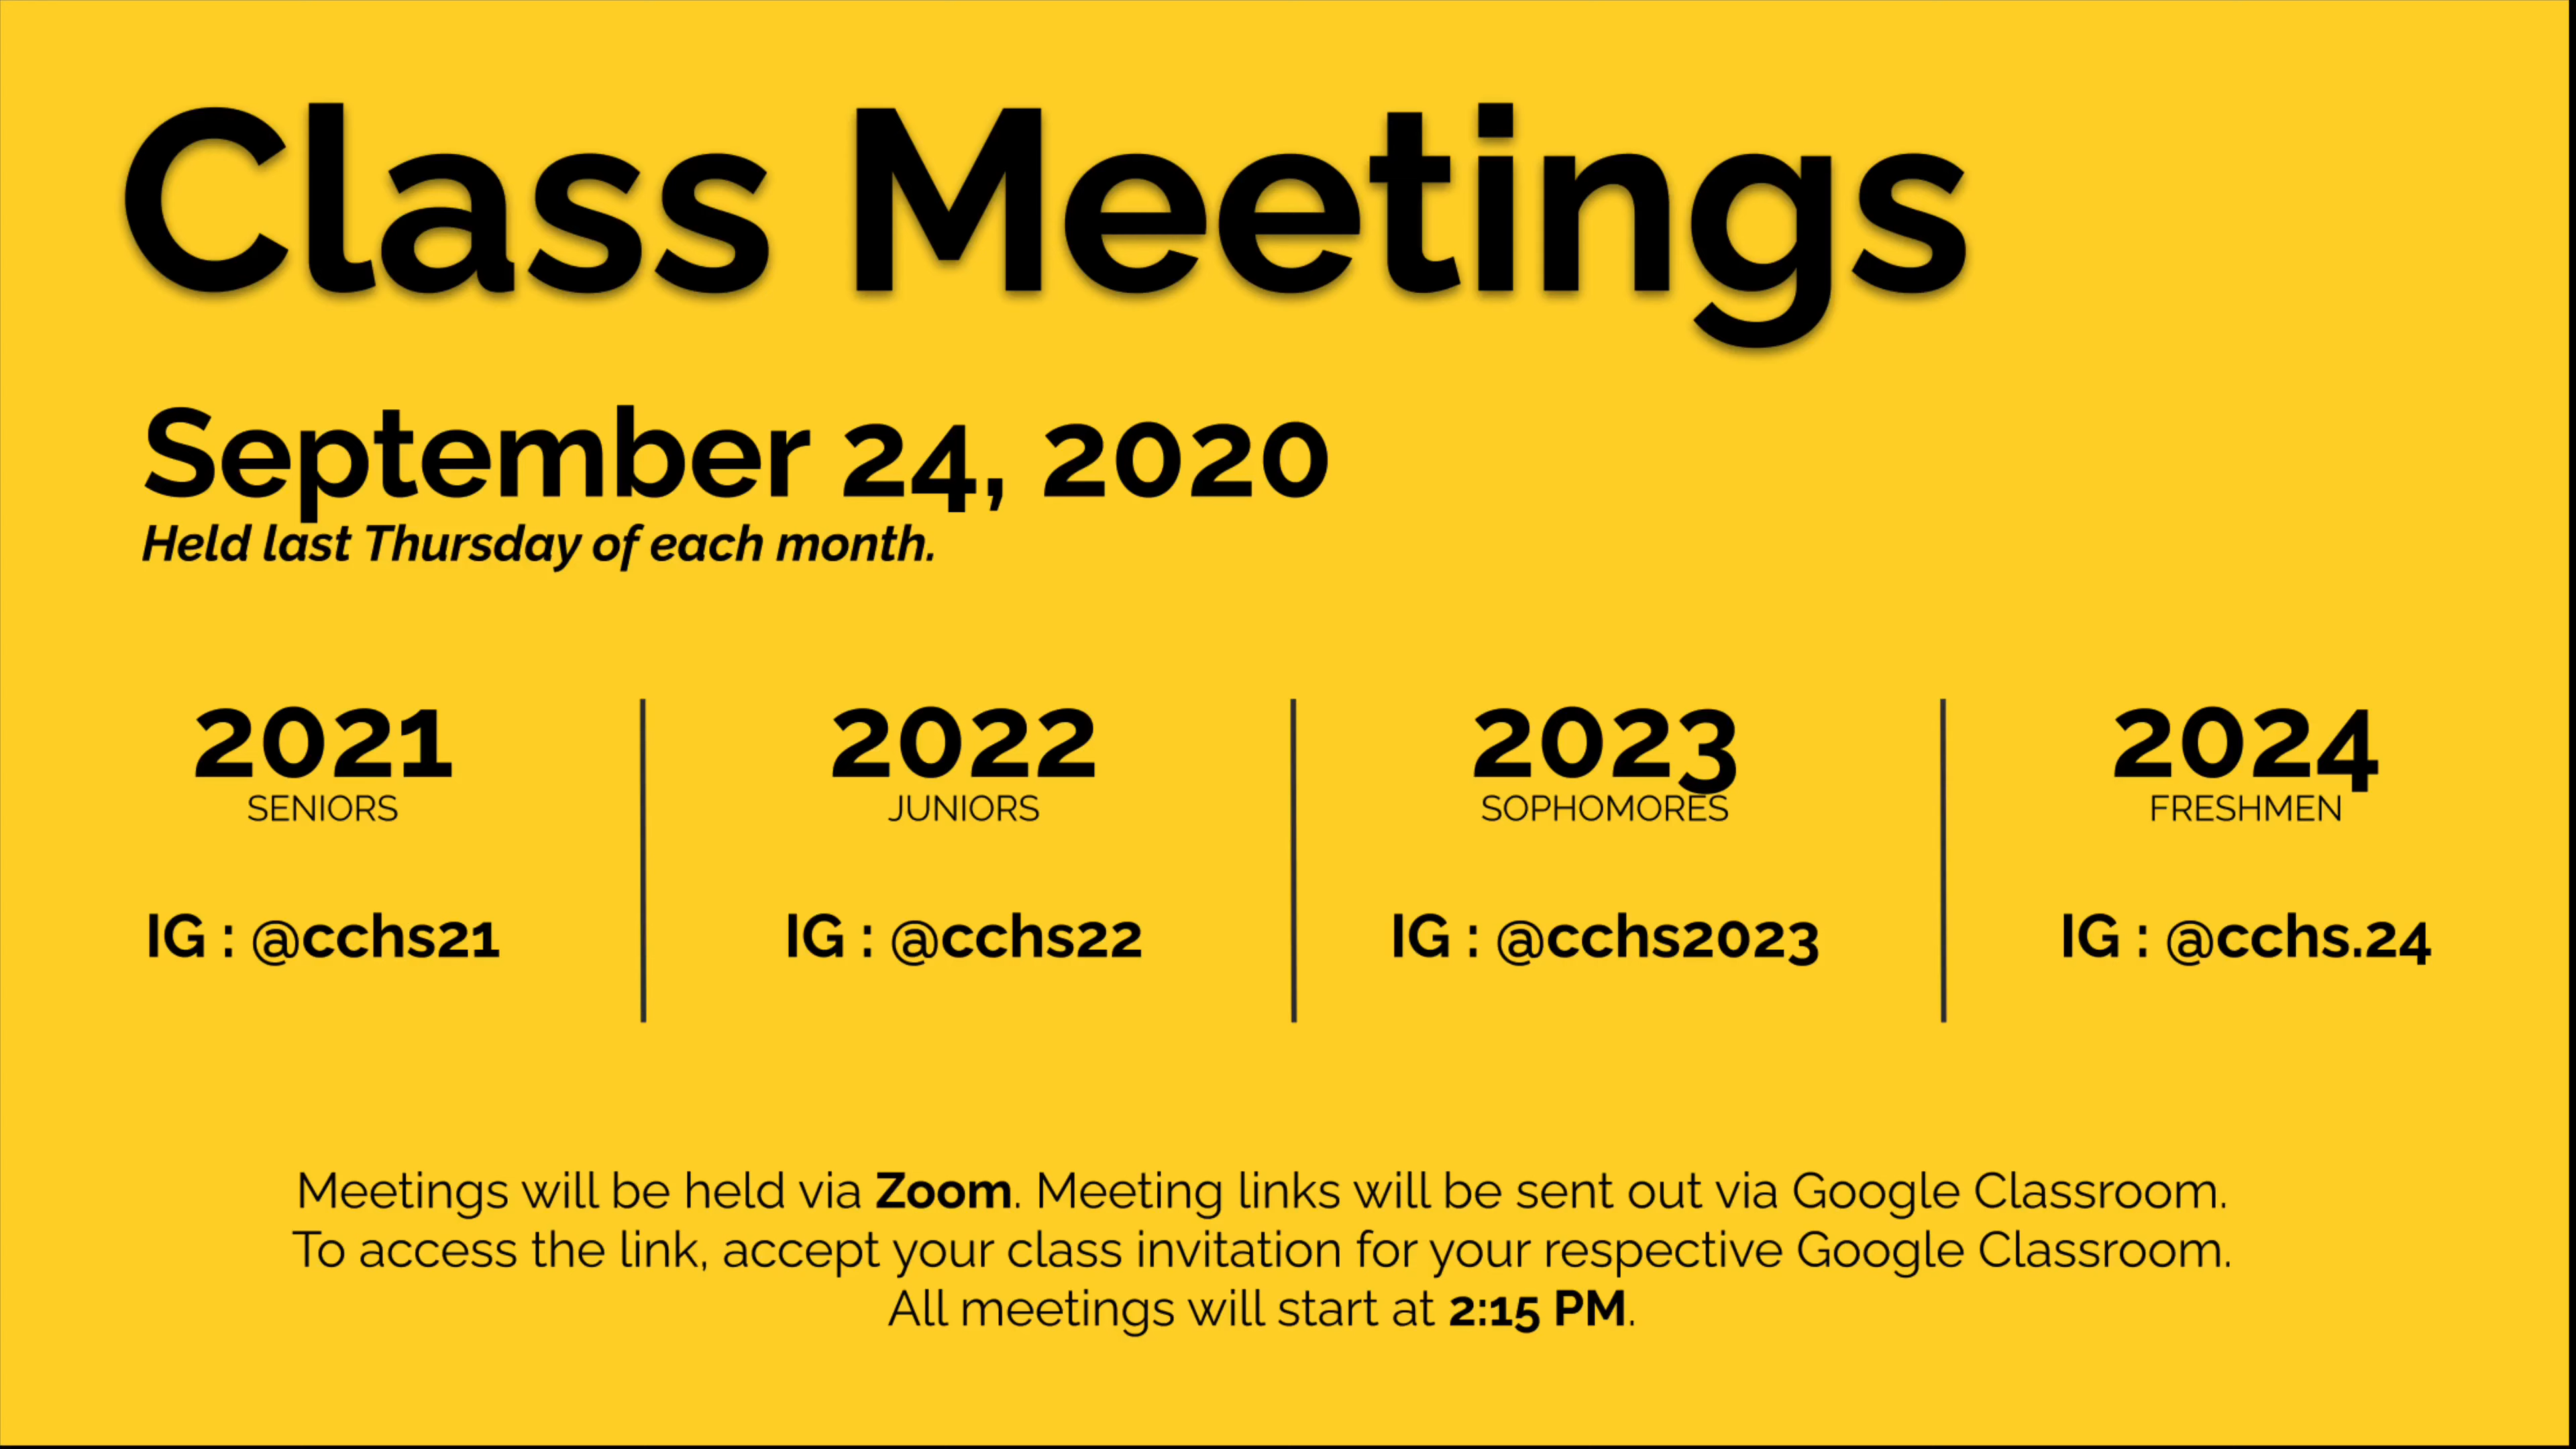 Class Meetings
September 24, 2020
Held last Thursday of each month.
2021
SENIORS
IG : @cchs21
2022
JUNIORS
IG : @cchs22
2023
SOPHOMORES
IG : @cchs2023
2024
FRESHMEN
IG : @cchs.24
Meetings will be held via Zoom. Meeting links will be sent out via Google Classroom.
To access the link, accept your class invitation for your respective Google Classroom.
All meetings will start at 2:15 PM.